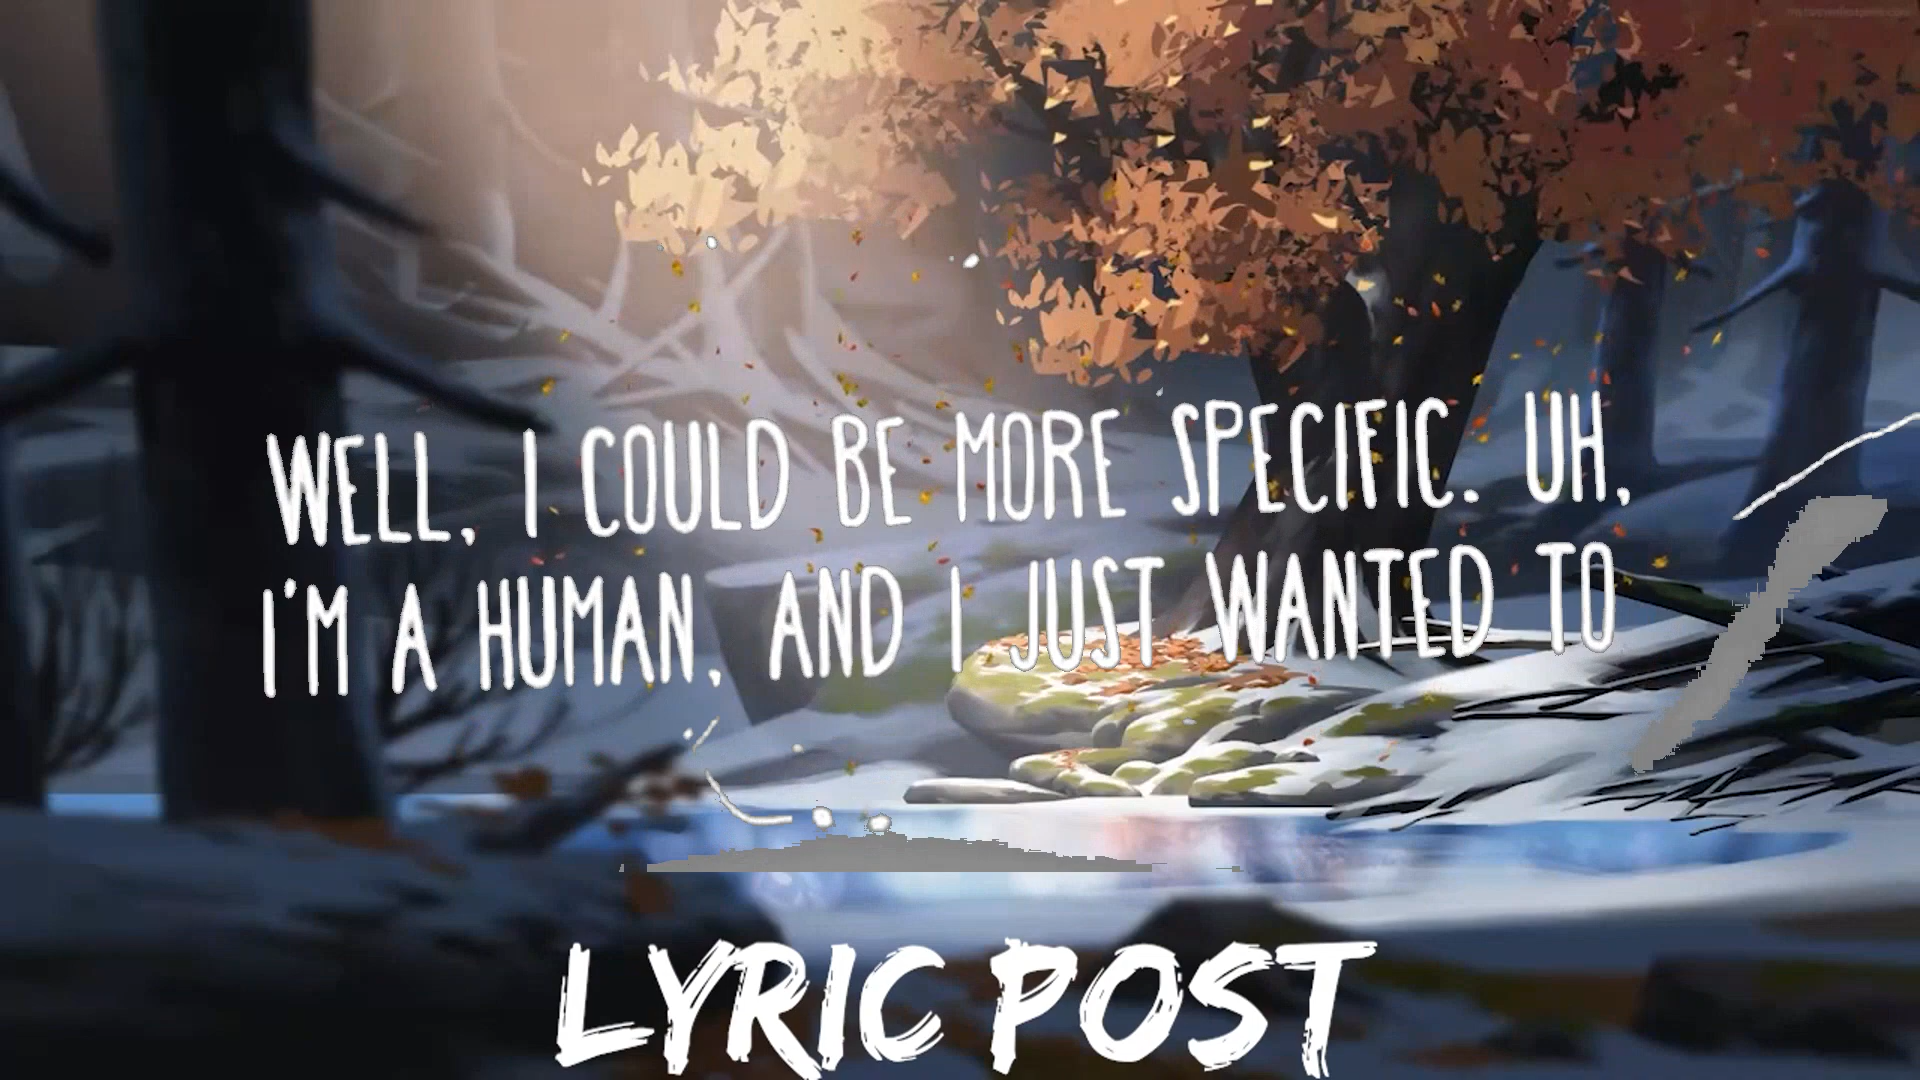 WELL, I COULD BE MORE SPECIFIC. UH,
I'M A HUMAN, AND I JUST WANTED TO
LYRIC POST